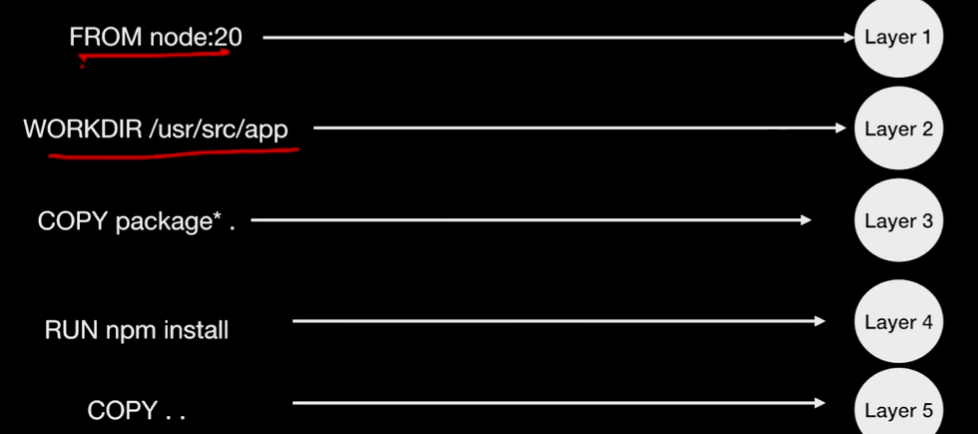 FROM node:20
Layer 1
WORKDIR /usr/src/app
Layer 2
COPY package* .
Layer 3
RUN npm install
Layer 4
COPY . .
Layer 5